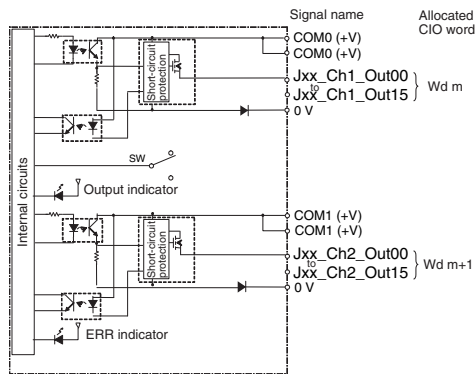 Signal name
Allocated
CIO word
COM0 (+V)
COM0 (+V)
Jxx_Ch1_Out00
to
Jxx_Ch1_Out15
Wd m
0 V
Short-circuit
protection
SW
Output indicator
Internal circuits
COM1 (+V)
COM1 (+V)
Jxx_Ch2_Out00
to
Jxx_Ch2_Out15
Wd m+1
0 V
Short-circuit
protection
ERR indicator